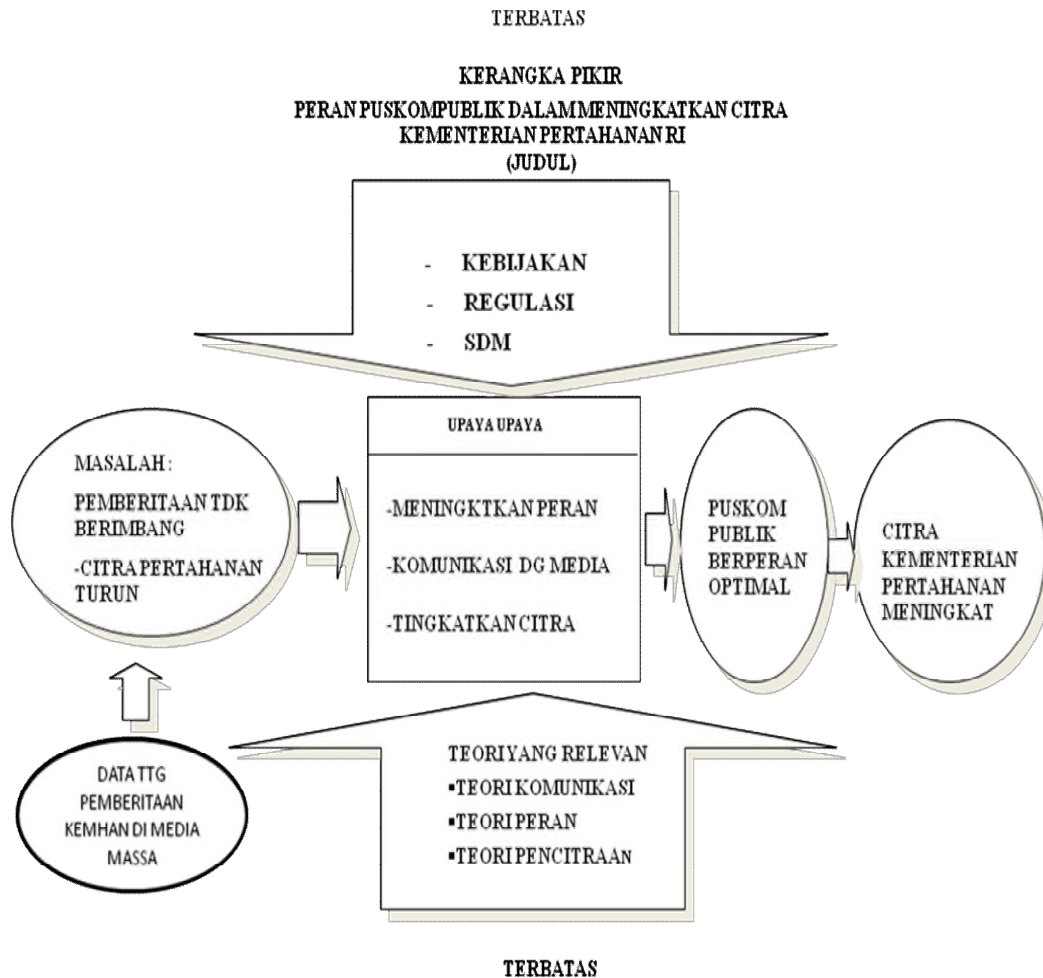 TERBATAS
KERANGKA PIKIR
PERAN PUSKOMPUBLIK DALAM MENINGKATKAN CITRA
KEMENTERIAN PERTAHANAN RI
(JUDUL)
- KEBIJAKAN
- REGULASI
- SDM
MASALAH :
PEMBERITAAN TDK
BERIMBANG
-CITRA PERTAHANAN
TURUN
UPAYA UPAYA
-MENINGKTKAN PERAN
-KOMUNIKASI DG MEDIA
-TINGKATKAN CITRA
PUSKOM
PUBLIK
BERPERAN
OPTIMAL
CITRA
KEMENTERIAN
PERTAHANAN
MENINGKAT
DATA TTG
PEMBERITAAN
KEMHAN DI MEDIA
MASSA
TEORI YANG RELEVAN
▪TEORI KOMUNIKASI
▪TEORI PERAN
▪TEORI PENCITRAAN
TERBATAS